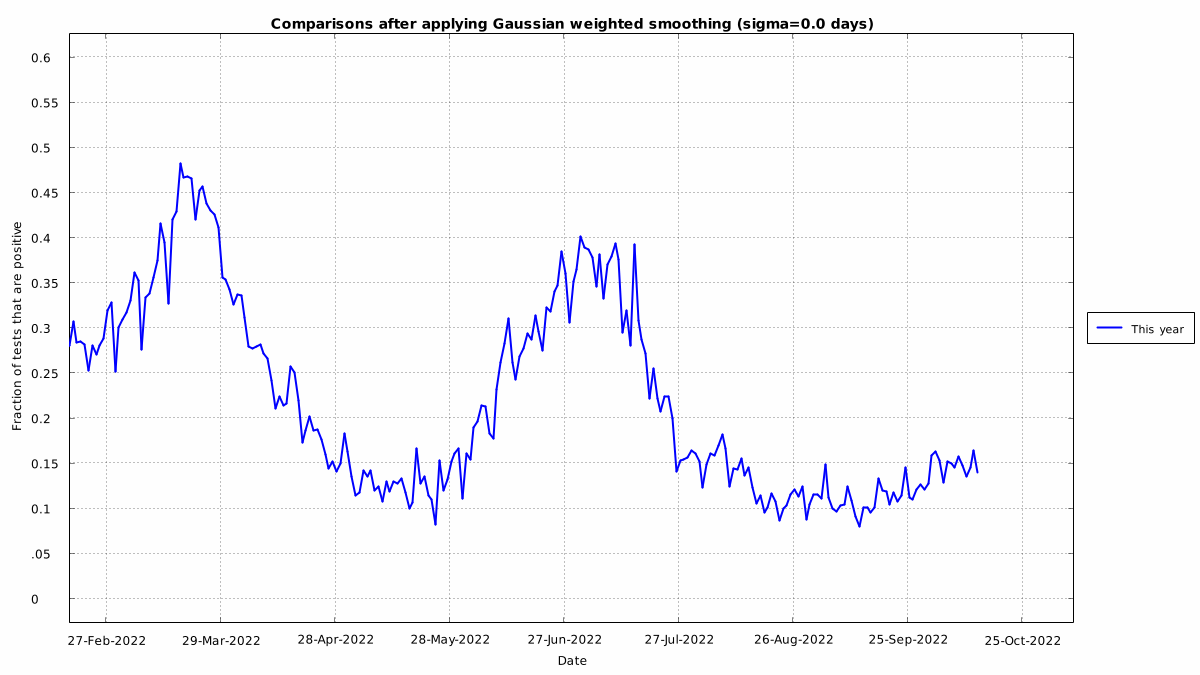 Comparisons after applying Gaussian weighted smoothing (sigma=0.0 days)
0.6
0.55
0.5
0.45
0.4
0.35
0.3
0.25
0.2
0.15
0.1
.05
0
Fraction of tests that are positive
27-Feb-2022 29-Mar-2022 28-Apr-2022 28-May-2022 27-Jun-2022 27-Jul-2022 26-Aug-2022 25-Sep-2022 25-Oct-2022
Date
This year